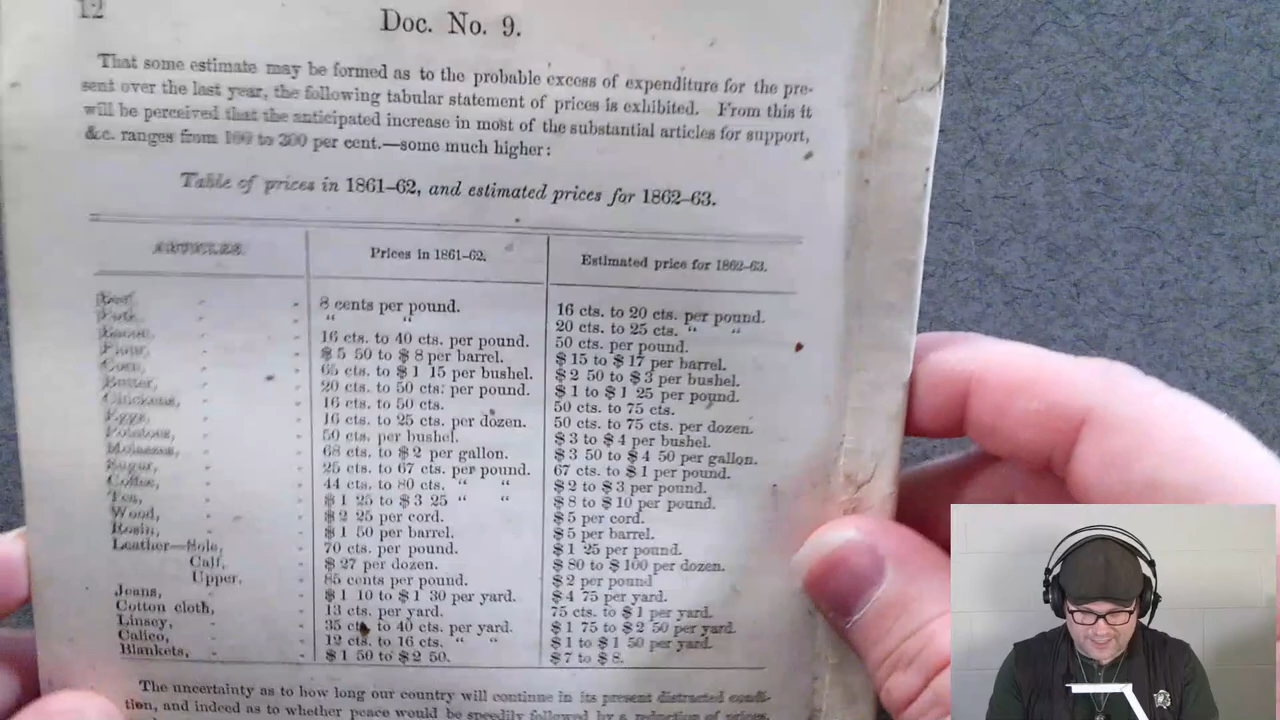 12
Doc. No. 9.
That some estimate may be formed as to the probable excess of expenditure for the pre-
sent over the last year, the following tabular statement of prices is exhibited. From this it
will be perceived that the anticipated increase in most of the substantial articles for support,
&c. ranges from 100 to 200 per cent.—some much higher:
Table of prices in 1861–62, and estimated prices for 1862–63.
ARTICLES. Prices in 1861–62. Estimated price for 1862–63.
Beef, 8 cents per pound. 16 cts. to 20 cts. per pound.
Pork, " " 20 cts. to 25 cts. " "
Bacon, 16 cts. to 40 cts. per pound. 50 cts. per pound.
Flour, $5 50 to $8 per barrel. $15 to $17 per barrel.
Corn, 65 cts. to $1 15 per bushel. $2 50 to $3 per bushel.
Butter, 20 cts. to 50 cts. per pound. $1 to $1 25 per pound.
Chickens, 16 cts. to 50 cts. 50 cts. to 75 cts.
Eggs, 16 cts. to 25 cts. per dozen. 50 cts. to 75 cts. per dozen.
Potatoes, 50 cts. per bushel. $3 to $4 per bushel.
Molasses, 68 cts. to $2 per gallon. $3 50 to $4 50 per gallon.
Sugar, 25 cts. to 67 cts. per pound. 67 cts. to $1 per pound.
Coffee, 44 cts. to 80 cts. " " $2 to $3 per pound.
Tea, $1 25 to $3 25 " " $8 to $10 per pound.
Wood, $2 25 per cord. $5 per cord.
Rosin, $1 50 per barrel. $5 per barrel.
Leather—Sole, 70 cts. per pound. $1 25 per pound.
Calf, $27 per dozen. $80 to $100 per dozen.
Upper, 85 cents per pound. $2 per pound
Jeans, $1 10 to $1 30 per yard. $4 75 per yard.
Cotton cloth, 13 cts. per yard. 75 cts. to $1 per yard.
Linsey, 35 cts. to 40 cts. per yard. $1 75 to $2 50 per yard.
Calico, 12 cts. to 16 cts. " " $1 to $1 50 per yard.
Blankets, $1 50 to $2 50. $7 to $8.
The uncertainty as to how long our country will continue in its present distracted condi-
tion, and indeed as to whether peace would be speedily followed by a reduction of prices,